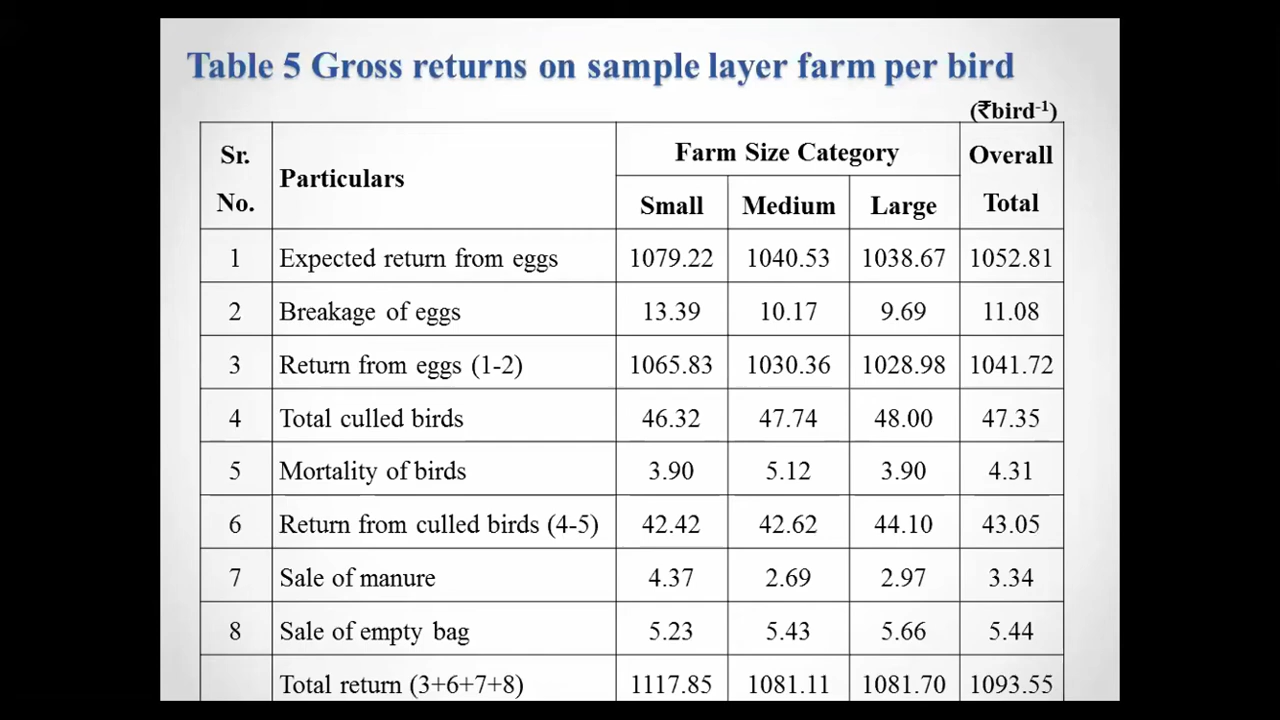 Table 5 Gross returns on sample layer farm per bird
(₹bird-1)
Sr. No. Particulars Farm Size Category Overall Total
Small Medium Large
1 Expected return from eggs 1079.22 1040.53 1038.67 1052.81
2 Breakage of eggs 13.39 10.17 9.69 11.08
3 Return from eggs (1-2) 1065.83 1030.36 1028.98 1041.72
4 Total culled birds 46.32 47.74 48.00 47.35
5 Mortality of birds 3.90 5.12 3.90 4.31
6 Return from culled birds (4-5) 42.42 42.62 44.10 43.05
7 Sale of manure 4.37 2.69 2.97 3.34
8 Sale of empty bag 5.23 5.43 5.66 5.44
Total return (3+6+7+8) 1117.85 1081.11 1081.70 1093.55